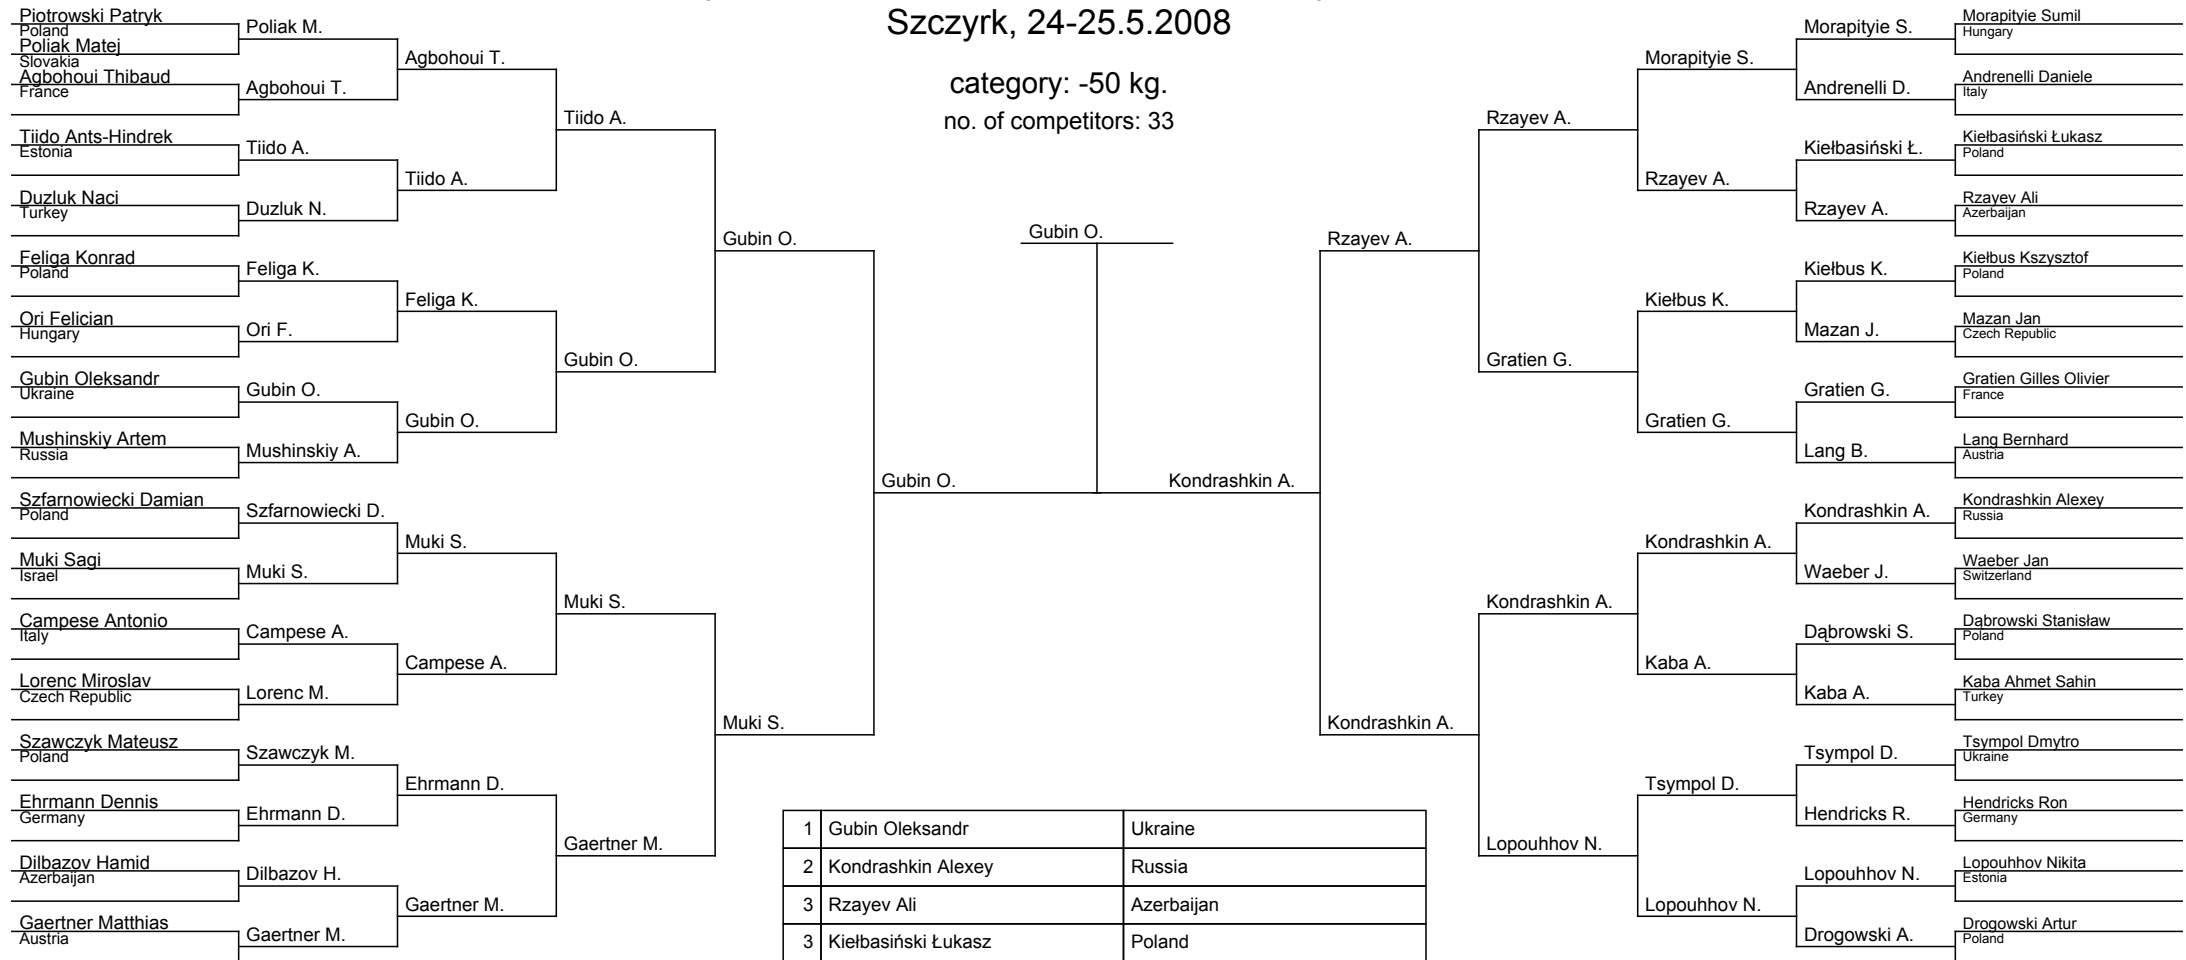 Szczyrk, 24-25.5.2008
category: -50 kg.
no. of competitors: 33
Piotrowski Patryk
Poland
Poliak Matej
Slovakia
Agbohoui Thibaud
France
Tiido Ants-Hindrek
Estonia
Duzluk Naci
Turkey
Feliga Konrad
Poland
Ori Felician
Hungary
Gubin Oleksandr
Ukraine
Mushinskiy Artem
Russia
Szfarnowiecki Damian
Poland
Muki Sagi
Israel
Campese Antonio
Italy
Lorenc Miroslav
Czech Republic
Szawczyk Mateusz
Poland
Ehrmann Dennis
Germany
Dilbazov Hamid
Azerbaijan
Gaertner Matthias
Austria
Poliak M.
Agbohoui T.
Tiido A.
Duzluk N.
Feliga K.
Ori F.
Gubin O.
Mushinskiy A.
Szfarnowiecki D.
Muki S.
Campese A.
Lorenc M.
Szawczyk M.
Ehrmann D.
Dilbazov H.
Gaertner M.
Agbohoui T.
Tiido A.
Feliga K.
Gubin O.
Muki S.
Campese A.
Ehrmann D.
Gaertner M.
Tiido A.
Gubin O.
Muki S.
Gaertner M.
Gubin O.
Muki S.
Gubin O.
Gubin O.
Kondrashkin A.
Rzayev A.
Kondrashkin A.
Rzayev A.
Gratien G.
Kondrashkin A.
Lopouhhov N.
Morapityie S.
Rzayev A.
Kiełbus K.
Gratien G.
Kondrashkin A.
Kaba A.
Tsympol D.
Lopouhhov N.
Morapityie S.
Andrenelli D.
Kiełbasiński Ł.
Rzayev A.
Kiełbus K.
Mazan J.
Gratien G.
Lang B.
Kondrashkin A.
Waeber J.
Dąbrowski S.
Kaba A.
Tsympol D.
Hendricks R.
Lopouhhov N.
Drogowski A.
Morapityie Sumil
Hungary
Andrenelli Daniele
Italy
Kiełbasiński Łukasz
Poland
Rzayev Ali
Azerbaijan
Kiełbus Kszysztof
Poland
Mazan Jan
Czech Republic
Gratien Gilles Olivier
France
Lang Bernhard
Austria
Kondrashkin Alexey
Russia
Waeber Jan
Switzerland
Dąbrowski Stanisław
Poland
Kaba Ahmet Sahin
Turkey
Tsympol Dmytro
Ukraine
Hendricks Ron
Germany
Lopouhhov Nikita
Estonia
Drogowski Artur
Poland
1 Gubin Oleksandr Ukraine
2 Kondrashkin Alexey Russia
3 Rzayev Ali Azerbaijan
3 Kiełbasiński Łukasz Poland